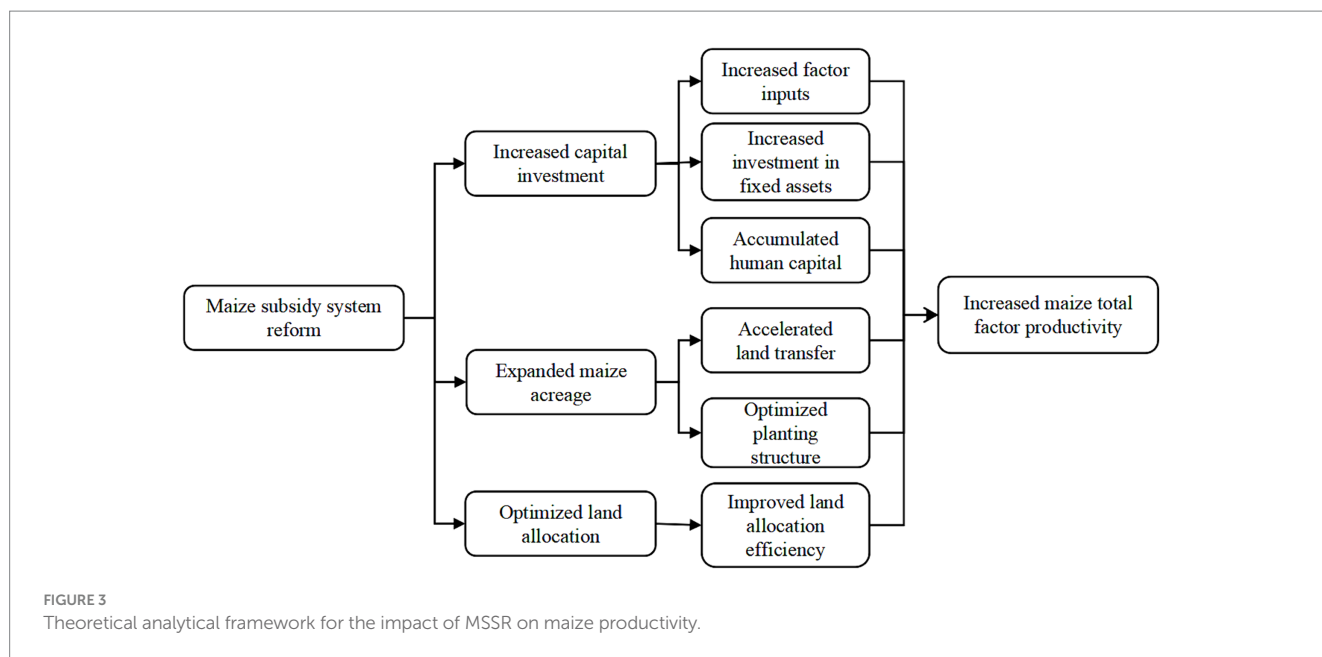 Maize subsidy system
reform
Increased capital
investment
Expanded maize
acreage
Optimized land
allocation
Increased factor
inputs
Increased
investment in
fixed assets
Accumulated
human capital
Accelerated
land transfer
Optimized
planting
structure
Improved land
allocation
efficiency
Increased maize total
factor productivity
FIGURE 3
Theoretical analytical framework for the impact of MSSR on maize productivity.